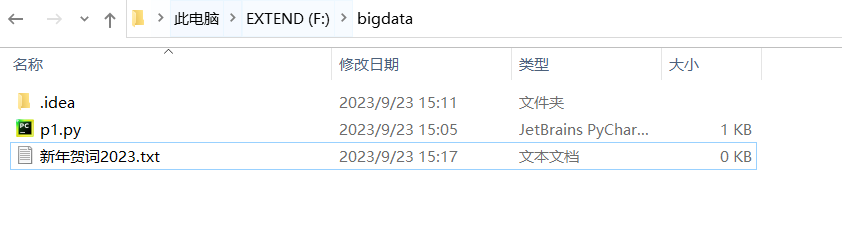 此电脑 EXTEND (F:) bigdata
名称 修改日期 类型 大小
.idea 2023/9/23 15:11 文件夹
p1.py 2023/9/23 15:05 JetBrains PyChar... 1 KB
新年贺词2023.txt 2023/9/23 15:17 文本文档 0 KB